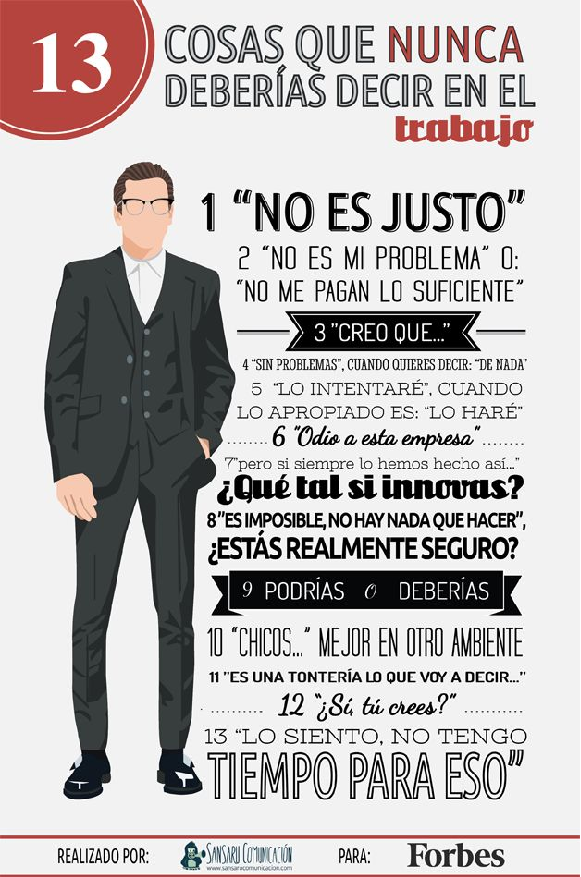 13
COSAS QUE NUNCA
DEBERÍAS DECIR EN EL
trabajo
1 “NO ES JUSTO”
2 “NO ES MI PROBLEMA” O:
“NO ME PAGAN LO SUFICIENTE”
3 ”CREO QUE...”
4 “SIN PROBLEMAS”, CUANDO QUIERES DECIR: “DE NADA”
5 “LO INTENTARÉ”, CUANDO
LO APROPIADO ES: “LO HARÉ”
........ 6 “Odio a esta empresa” ........
7”pero si siempre lo hemos hecho así...”
¿Qué tal si innovas?
8”ES IMPOSIBLE, NO HAY NADA QUE HACER”,
¿ESTÁS REALMENTE SEGURO?
9 PODRÍAS O DEBERÍAS
10 “CHICOS...” MEJOR EN OTRO AMBIENTE
11 ”ES UNA TONTERÍA LO QUE VOY A DECIR...”
........... 12 “¿Sí, tú crees?” ...........
13 “LO SIENTO, NO TENGO
TIEMPO PARA ESO”
REALIZADO POR: SANSARU COMUNICACIÓN PARA: Forbes
www.sansarucomunicacion.com